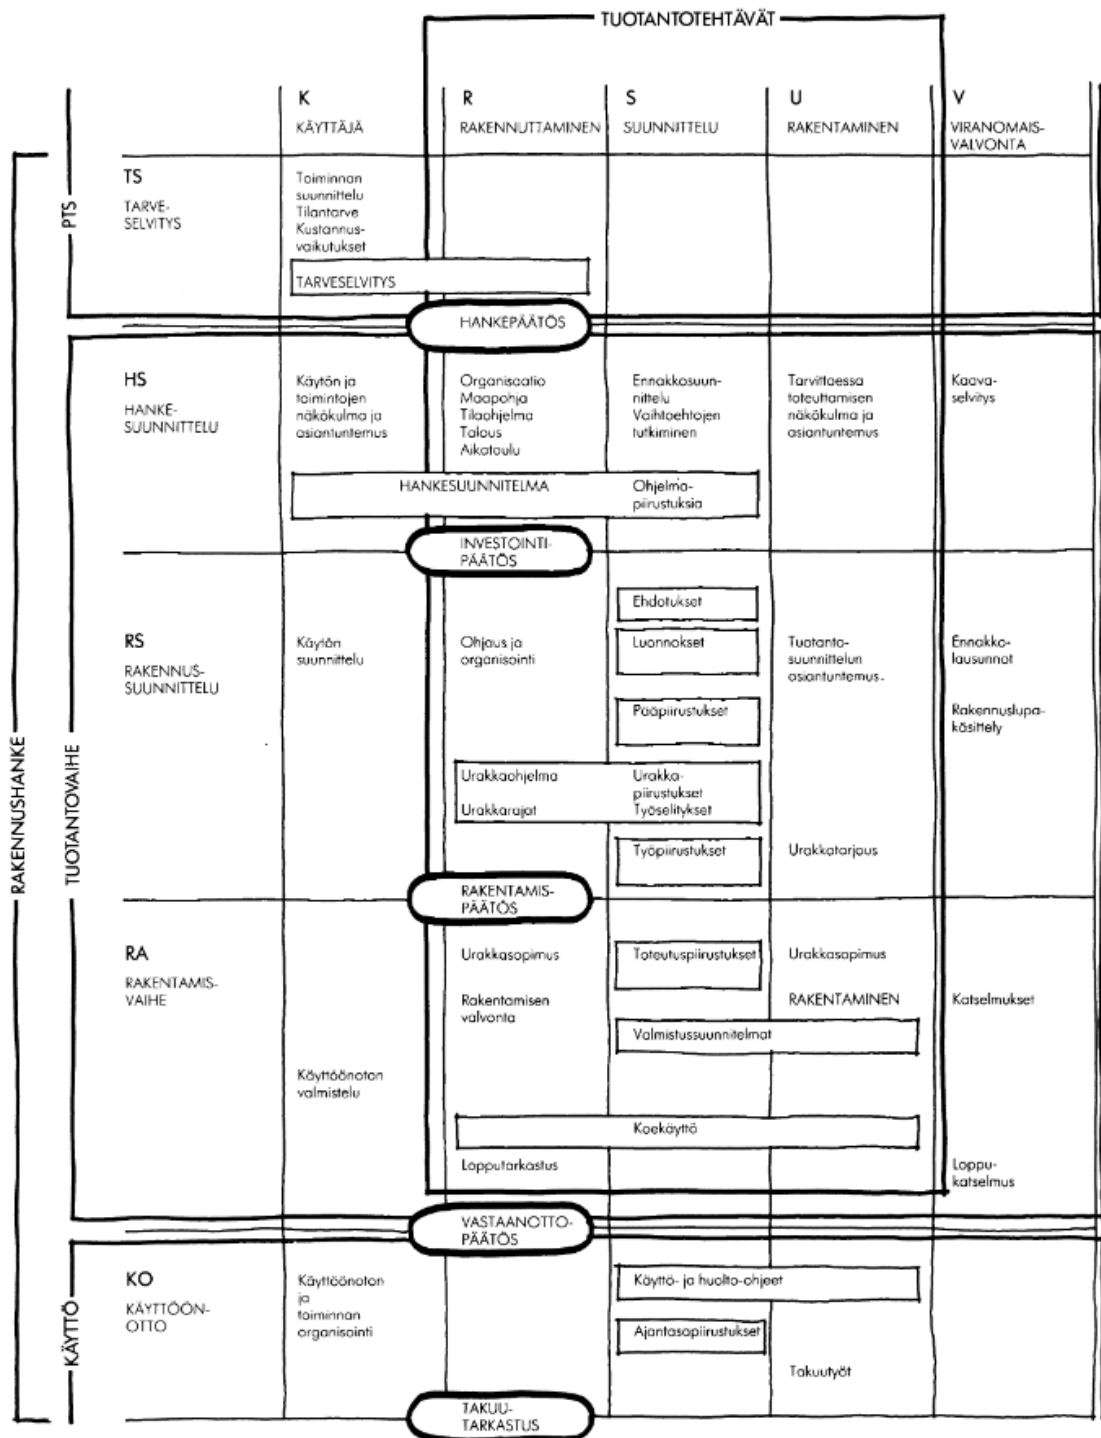 TUOTANTOTEHTÄVÄT
K
KÄYTTÄJÄ
R
RAKENNUTTAMINEN
S
SUUNNITTELU
U
RAKENTAMINEN
V
VIRANOMAIS-
VALVONTA
RAKENNUSHANKE
PTS
TS
TARVE-
SELVITYS
Toiminnan
suunnittelu
Tilantarve
Kustannus-
vaikutukset
TARVESELVITYS
HANKEPÄÄTÖS
TUOTANTOVAIHE
HS
HANKE-
SUUNNITTELU
Käytön ja
toimintojen
näkökulma ja
asiantuntemus
Organisaatio
Maapohja
Tilaohjelma
Talous
Aikataulu
Ennakkosuun-
nittelu
Vaihtoehtojen
tutkiminen
Tarvittaessa
toteuttamisen
näkökulma ja
asiantuntemus
Kaava-
selvitys
HANKESUUNNITELMA
Ohjelma-
piirustuksia
INVESTOINTI-
PÄÄTÖS
RS
RAKENNUS-
SUUNNITTELU
Käytön
suunnittelu
Ohjaus ja
organisointi
Ehdotukset
Luonnokset
Pääpiirustukset
Tuotanto-
suunnittelun
asiantuntemus.
Ennakko-
lausunnot
Rakennuslupa-
käsittely
Urakkaohjelma
Urakkarajat
Urakka-
piirustukset
Työselitykset
Työpiirustukset
Urakkatarjous
RAKENTAMIS-
PÄÄTÖS
RA
RAKENTAMIS-
VAIHE
Urakkasopimus
Toteutuspiirustukset
Urakkasopimus
Rakentamisen
valvonta
RAKENTAMINEN
Katselmukset
Valmistussuunnitelmat
Käyttöönoton
valmistelu
Koekäyttö
Lopputarkastus
Loppu-
katselmus
VASTAANOTTO-
PÄÄTÖS
KÄYTTÖ
KO
KÄYTTÖÖN-
OTTO
Käyttöönoton
ja
toiminnan
organisointi
Käyttö- ja huolto-ohjeet
Ajantasapiirustukset
Takuutyöt
TAKUU-
TARKASTUS